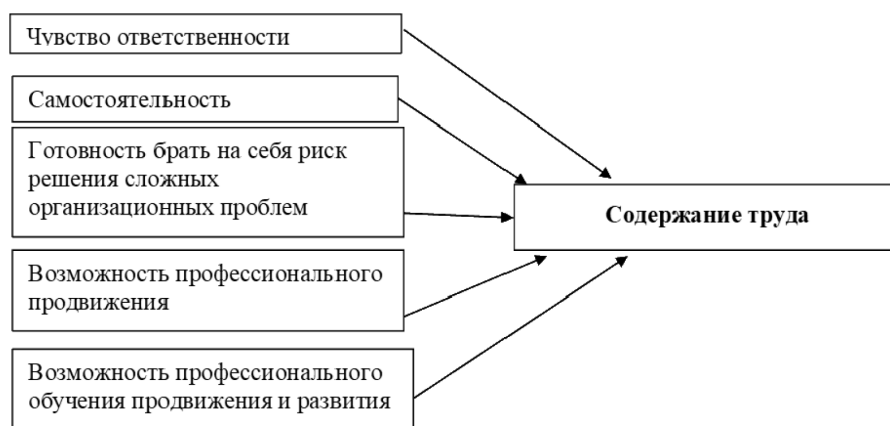 Чувство ответственности
Самостоятельность
Готовность брать на себя риск
решения сложных
организационных проблем
Содержание труда
Возможность профессионального
продвижения
Возможность профессионального
обучения продвижения и развития